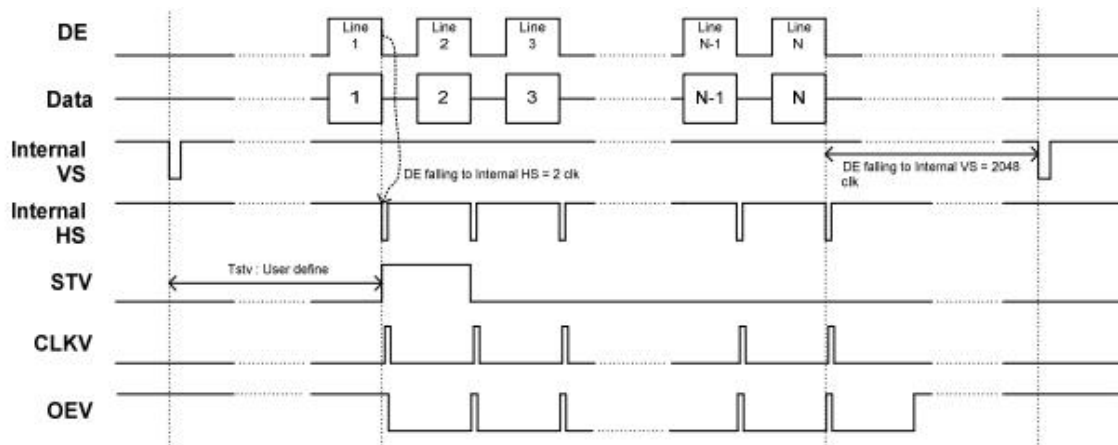 DE
Line
1
Line
2
Line
3
Line
N-1
Line
N
Data
1
2
3
N-1
N
Internal
VS
DE falling to Internal HS = 2 clk
DE falling to Internal VS = 2048
clk
Internal
HS
STV
Tstv : User define
CLKV
OEV